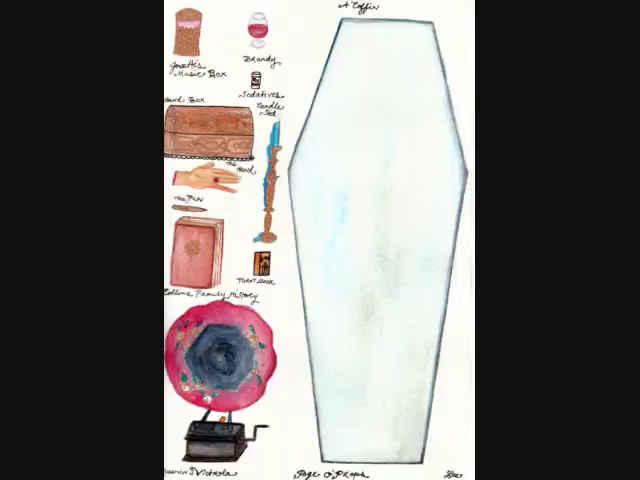 A Coffin
Josette's
Music Box
Brandy
Sedatives
Hand Box
Candle
Stick
The
Hand
The Pen
Tarot Deck
Collins Family History
Victrola
Page O' Props